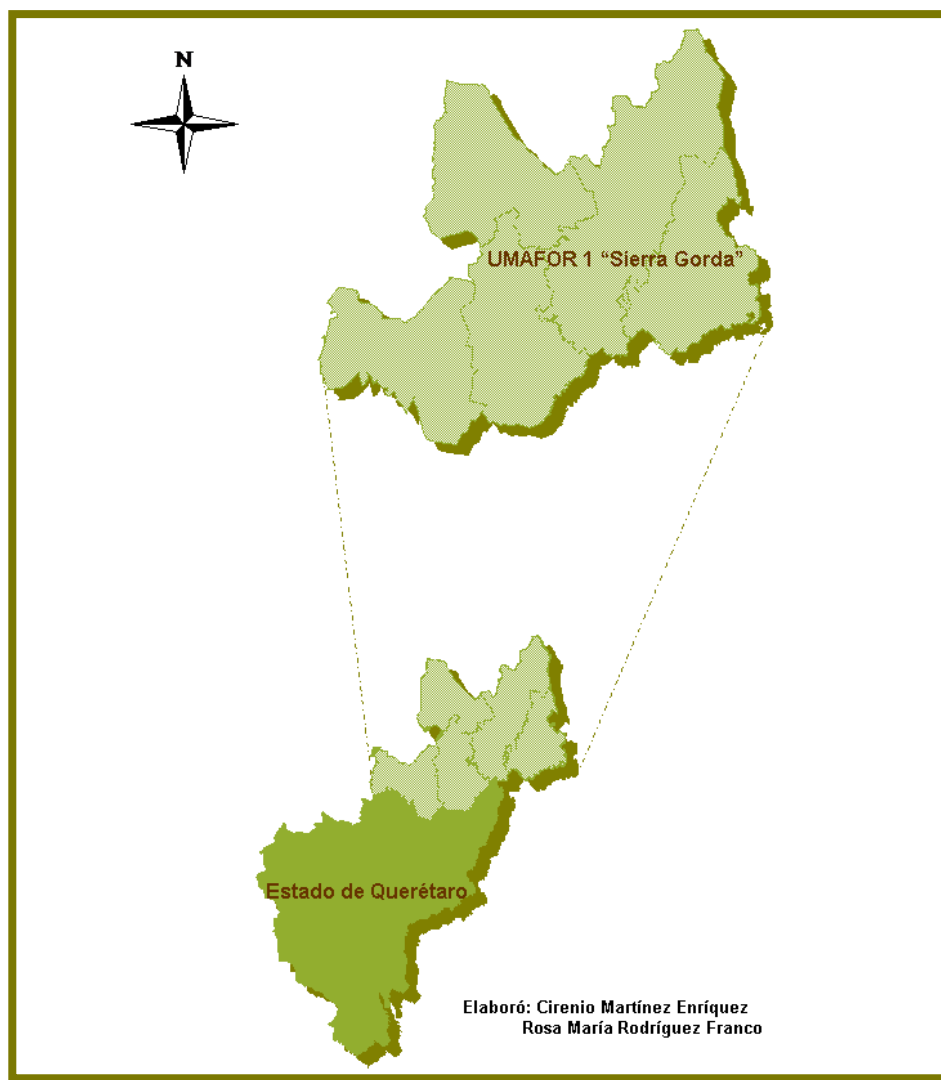 N
UMAFOR 1 “Sierra Gorda”
Estado de Querétaro
Elaboró: Cirenio Martínez Enríquez
Rosa María Rodríguez Franco